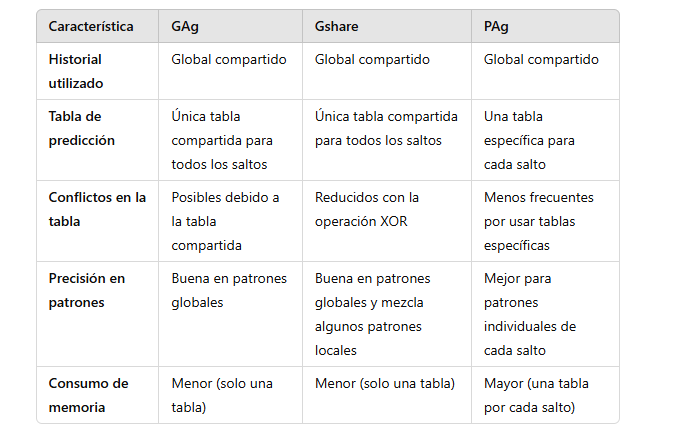 Característica GAg Gshare PAg
Historial utilizado Global compartido Global compartido Global compartido
Tabla de predicción Única tabla compartida para todos los saltos Única tabla compartida para todos los saltos Una tabla específica para cada salto
Conflictos en la tabla Posibles debido a la tabla compartida Reducidos con la operación XOR Menos frecuentes por usar tablas específicas
Precisión en patrones Buena en patrones globales Buena en patrones globales y mezcla algunos patrones locales Mejor para patrones individuales de cada salto
Consumo de memoria Menor (solo una tabla) Menor (solo una tabla) Mayor (una tabla por cada salto)